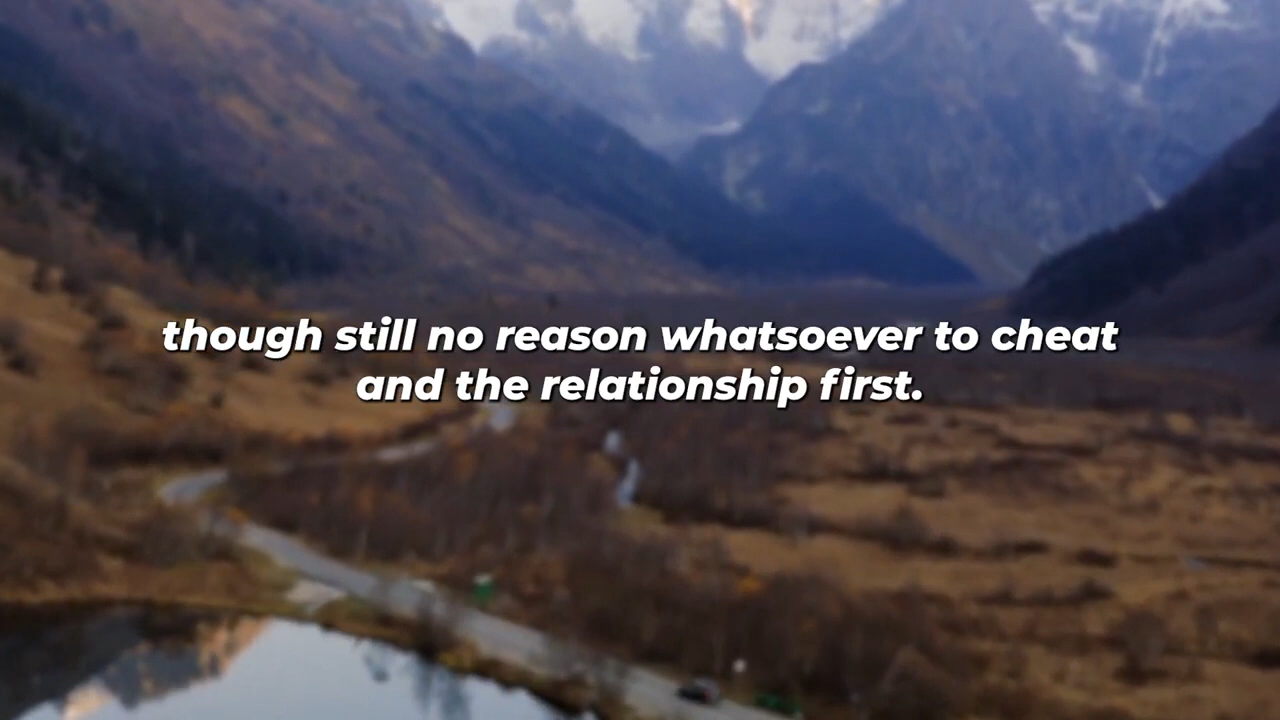 though still no reason whatsoever to cheat
and the relationship first.